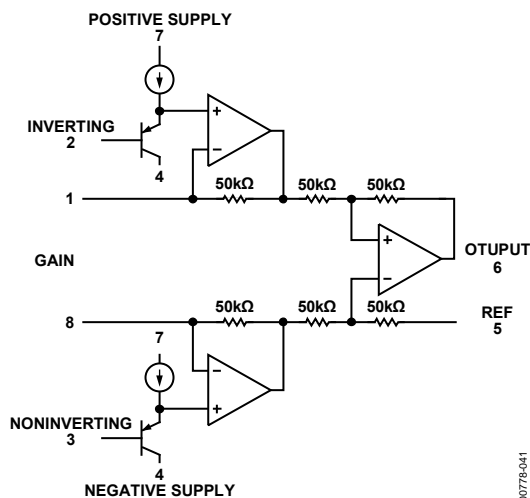 POSITIVE SUPPLY
7
INVERTING
2
4
+
−
50kΩ 50kΩ 50kΩ
1
+
−
OTUPUT
6
GAIN
50kΩ 50kΩ 50kΩ
8
REF
5
7
−
+
NONINVERTING
3
4
NEGATIVE SUPPLY
00778-041